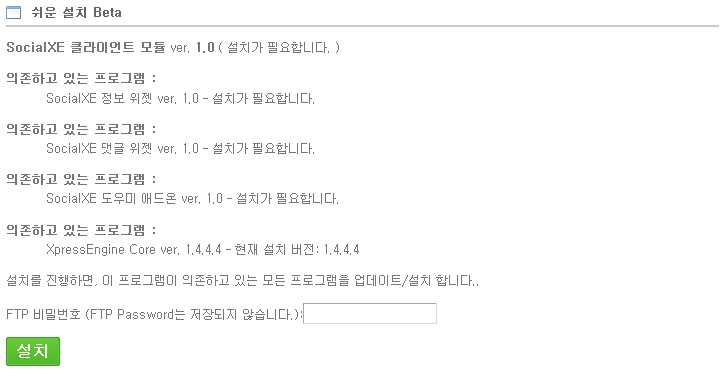 쉬운 설치 Beta
SocialXE 클라이언트 모듈 ver. 1.0 ( 설치가 필요합니다. )
의존하고 있는 프로그램 :
SocialXE 정보 위젯 ver. 1.0 - 설치가 필요합니다.
의존하고 있는 프로그램 :
SocialXE 댓글 위젯 ver. 1.0 - 설치가 필요합니다.
의존하고 있는 프로그램 :
SocialXE 도우미 애드온 ver. 1.0 - 설치가 필요합니다.
의존하고 있는 프로그램 :
XpressEngine Core ver. 1.4.4.4 - 현재 설치 버전: 1.4.4.4
설치를 진행하면, 이 프로그램이 의존하고 있는 모든 프로그램을 업데이트/설치 합니다..
FTP 비밀번호 (FTP Password는 저장되지 않습니다.):
설치